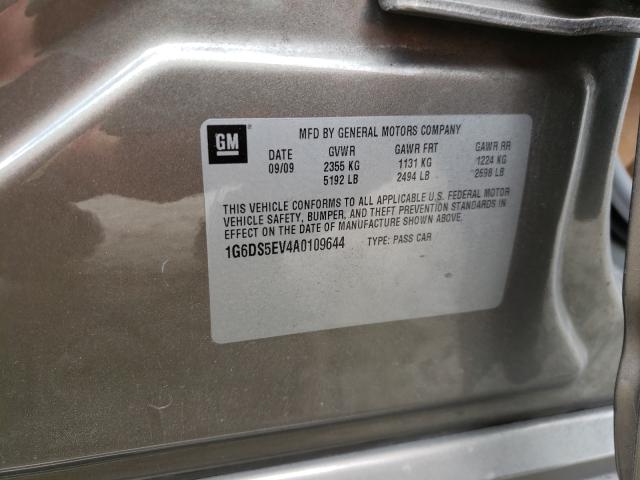 GM
MFD BY GENERAL MOTORS COMPANY
DATE GVWR GAWR FRT GAWR RR
09/09 2355 KG 1131 KG 1224 KG
5192 LB 2494 LB 2698 LB
THIS VEHICLE CONFORMS TO ALL APPLICABLE U.S. FEDERAL MOTOR
VEHICLE SAFETY, BUMPER, AND THEFT PREVENTION STANDARDS IN
EFFECT ON THE DATE OF MANUFACTURE SHOWN ABOVE.
1G6DS5EV4A0109644 TYPE: PASS CAR